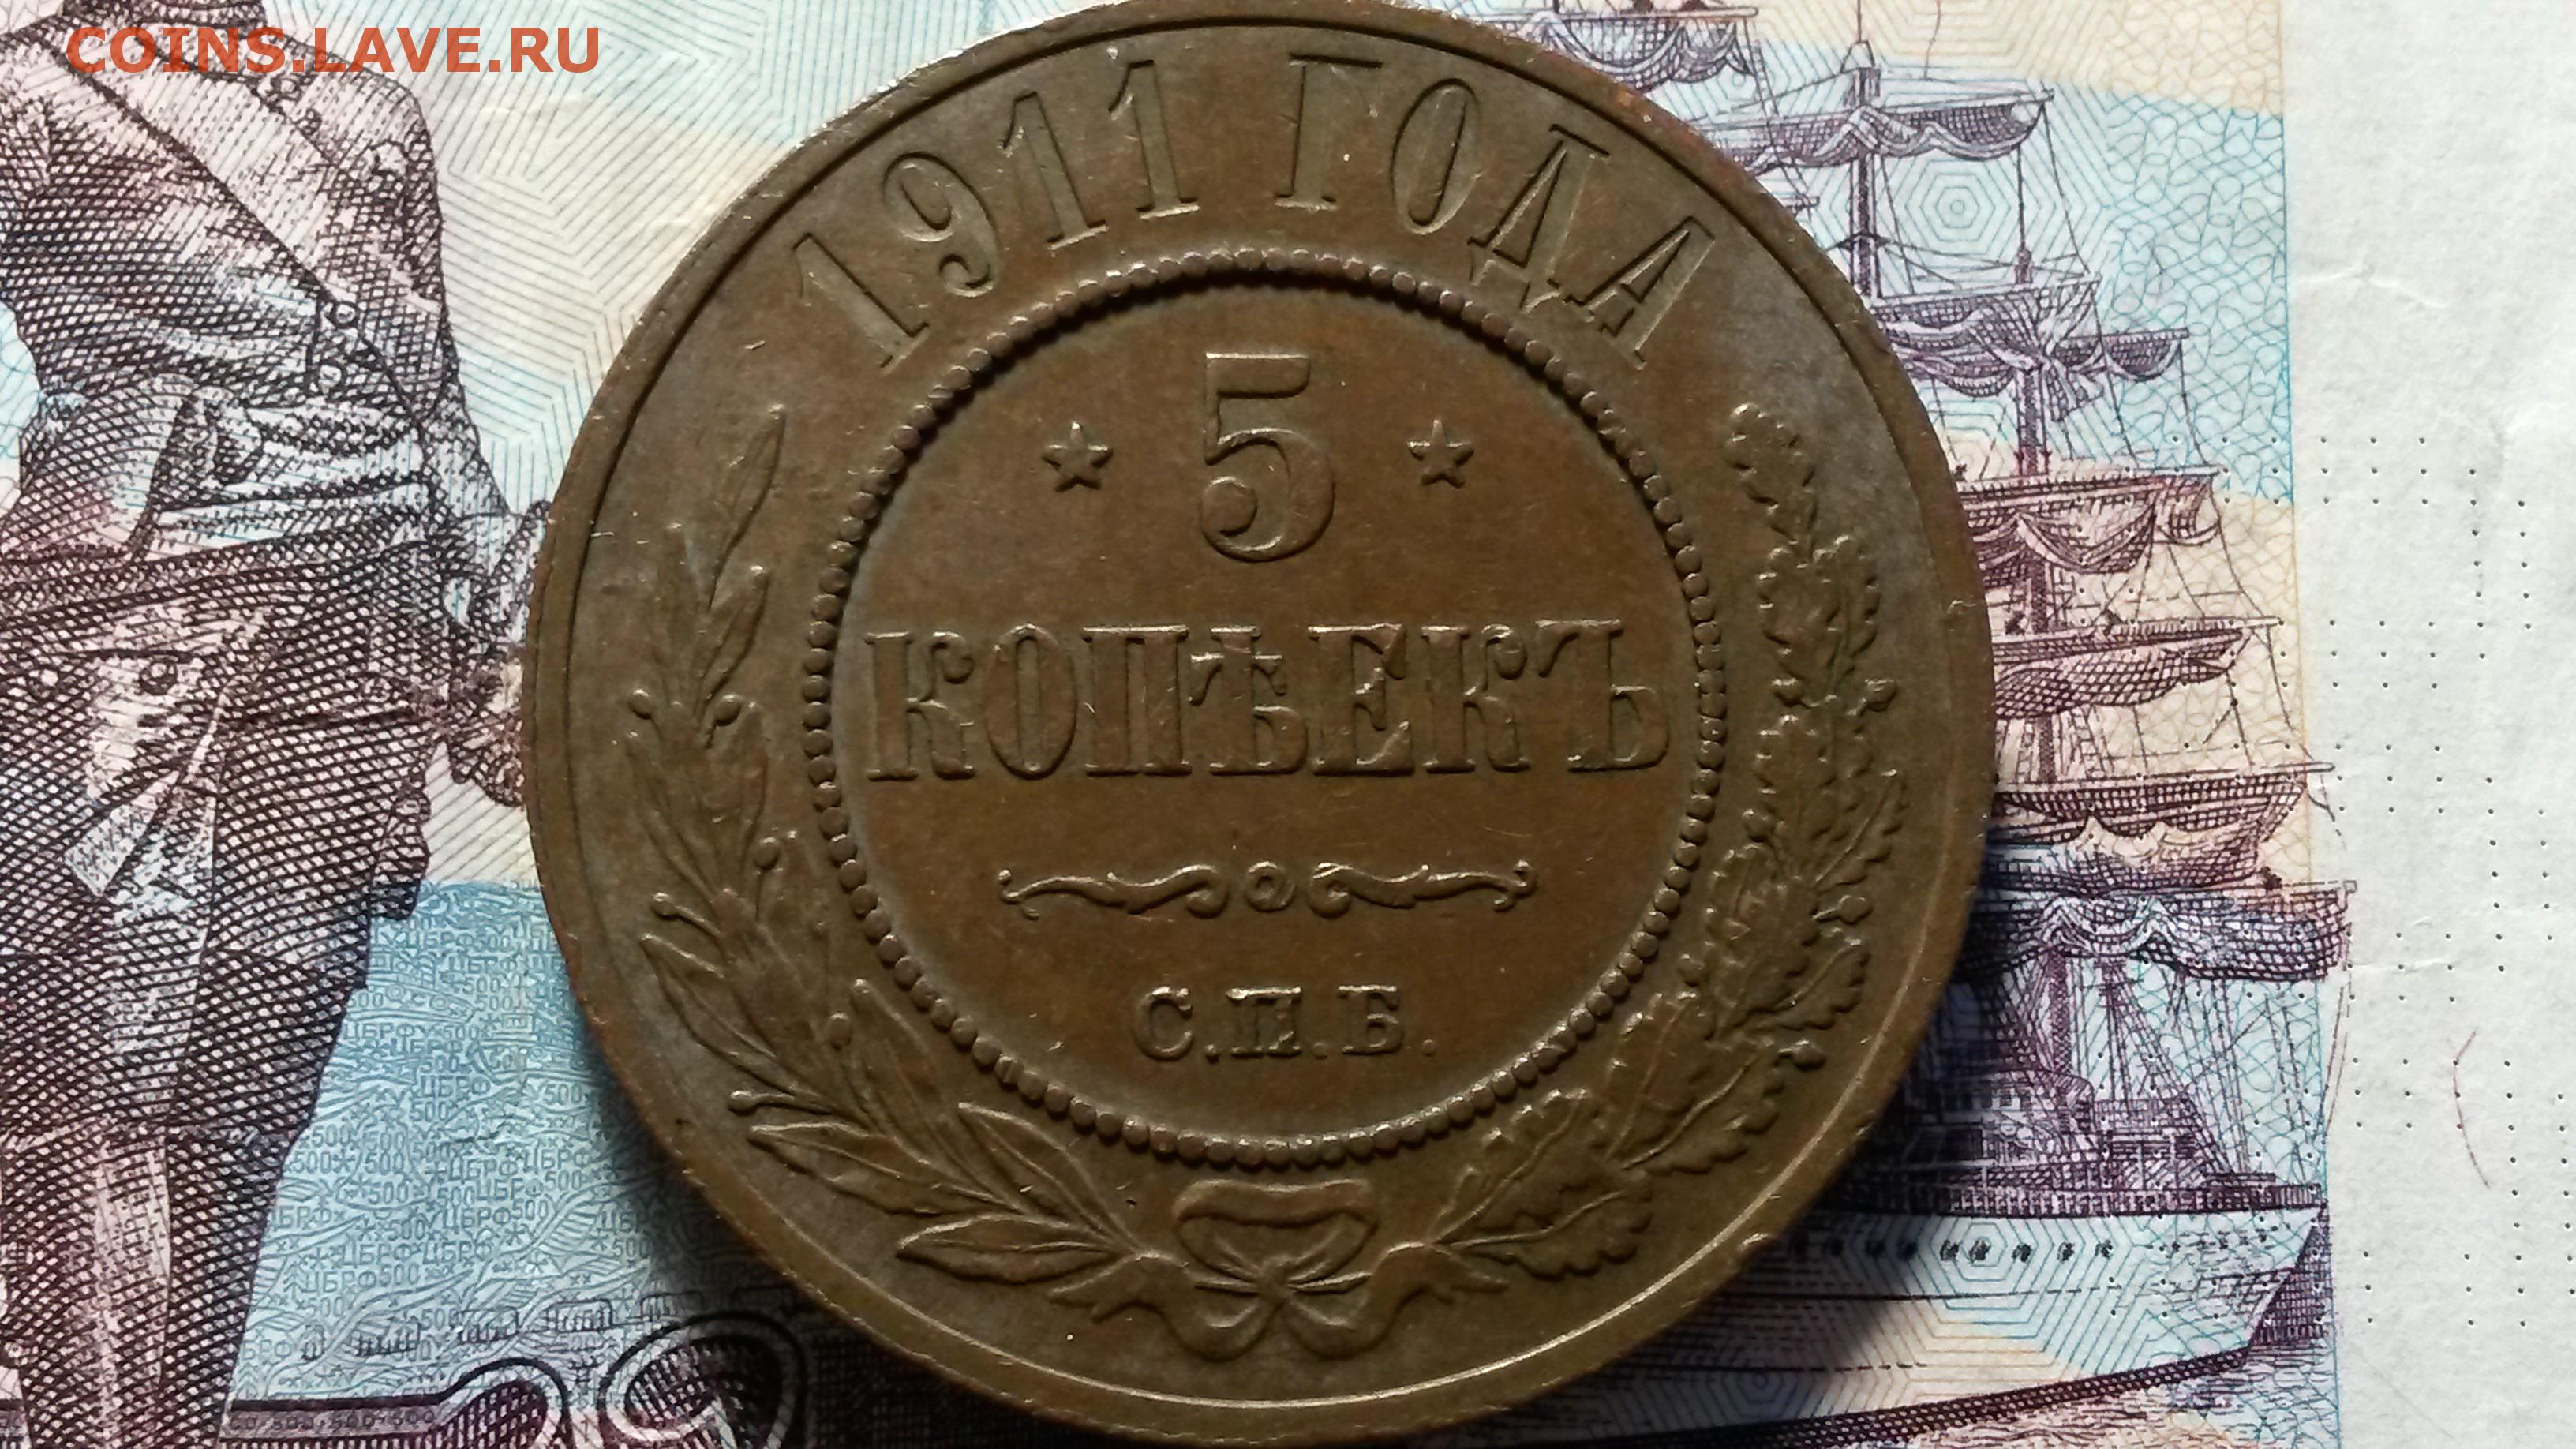 COINS.LAVE.RU
1911 ГОДА
5
КОПѢЕКЪ
С.П.Б.